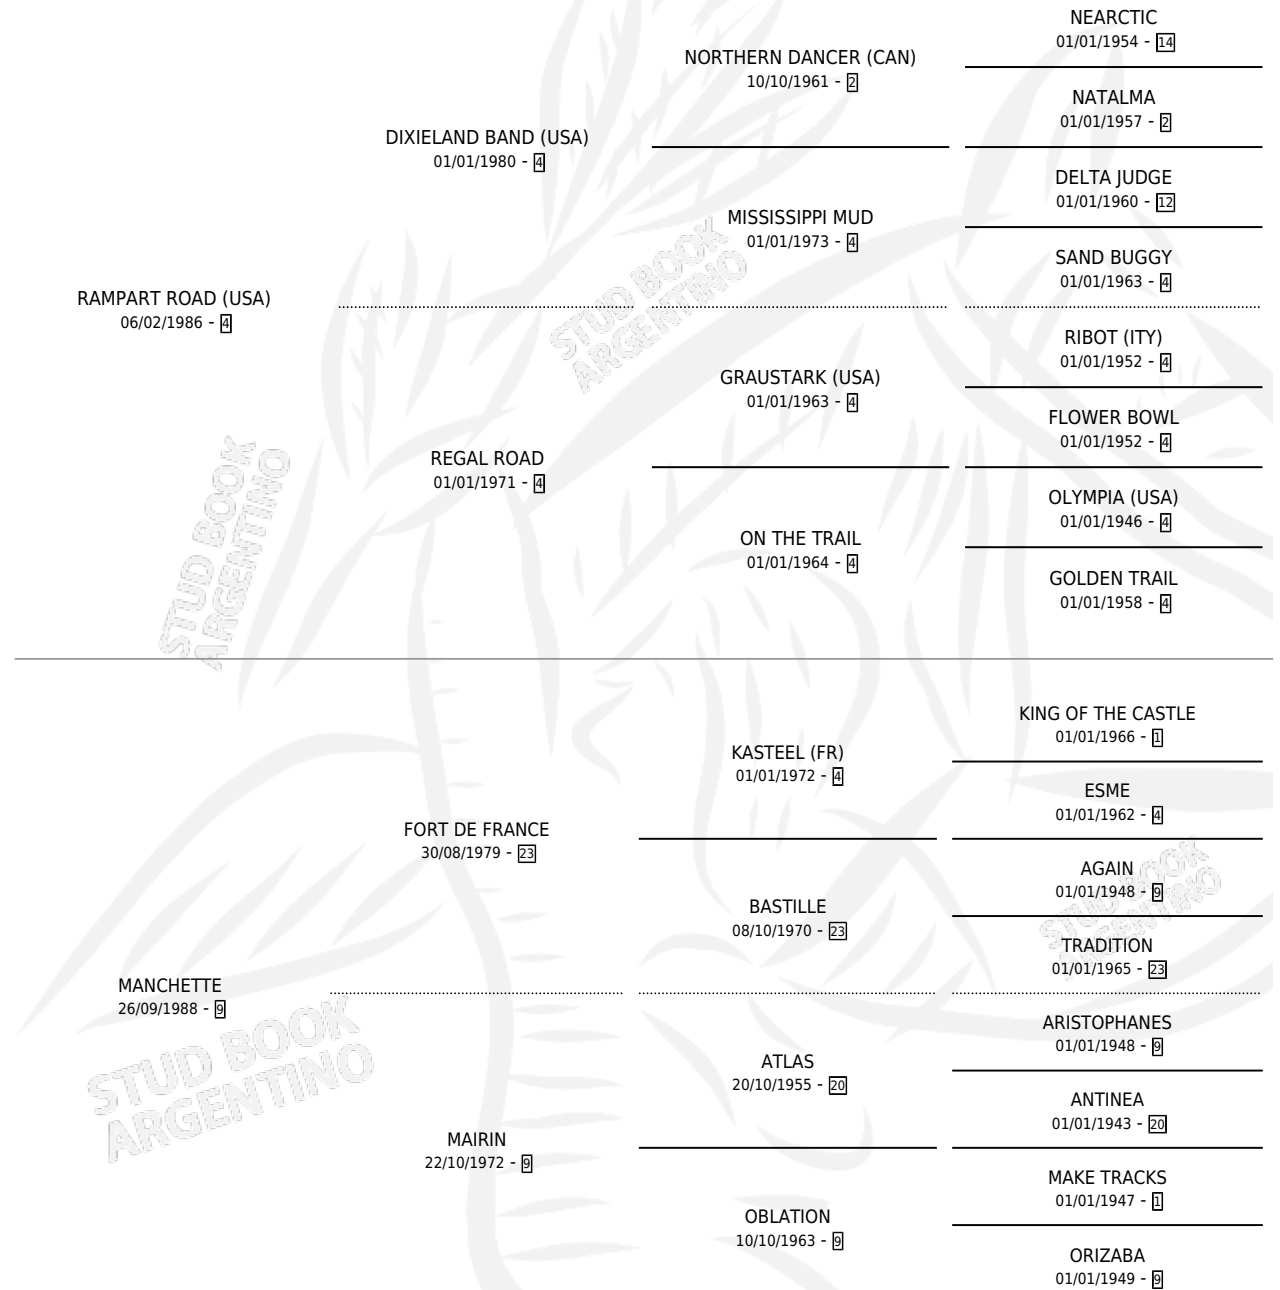 NEARCTIC
01/01/1954 - 14
NORTHERN DANCER (CAN)
10/10/1961 - 2
NATALMA
01/01/1957 - 2
DIXIELAND BAND (USA)
01/01/1980 - 4
DELTA JUDGE
01/01/1960 - 12
MISSISSIPPI MUD
01/01/1973 - 4
SAND BUGGY
01/01/1963 - 4
RAMPART ROAD (USA)
06/02/1986 - 4
RIBOT (ITY)
01/01/1952 - 4
GRAUSTARK (USA)
01/01/1963 - 4
FLOWER BOWL
01/01/1952 - 4
REGAL ROAD
01/01/1971 - 4
OLYMPIA (USA)
01/01/1946 - 4
ON THE TRAIL
01/01/1964 - 4
GOLDEN TRAIL
01/01/1958 - 4
KING OF THE CASTLE
01/01/1966 - 1
KASTEEL (FR)
01/01/1972 - 4
ESME
01/01/1962 - 4
FORT DE FRANCE
30/08/1979 - 23
AGAIN
01/01/1948 - 9
BASTILLE
08/10/1970 - 23
TRADITION
01/01/1965 - 23
MANCHETTE
26/09/1988 - 9
ARISTOPHANES
01/01/1948 - 9
ATLAS
20/10/1955 - 20
ANTINEA
01/01/1943 - 20
MAIRIN
22/10/1972 - 9
MAKE TRACKS
01/01/1947 - 1
OBLATION
10/10/1963 - 9
ORIZABA
01/01/1949 - 9
STUD BOOK
ARGENTINO
STUD BOOK
ARGENTINO
STUD BOOK
ARGENTINO
STUD BOOK
ARGENTINO